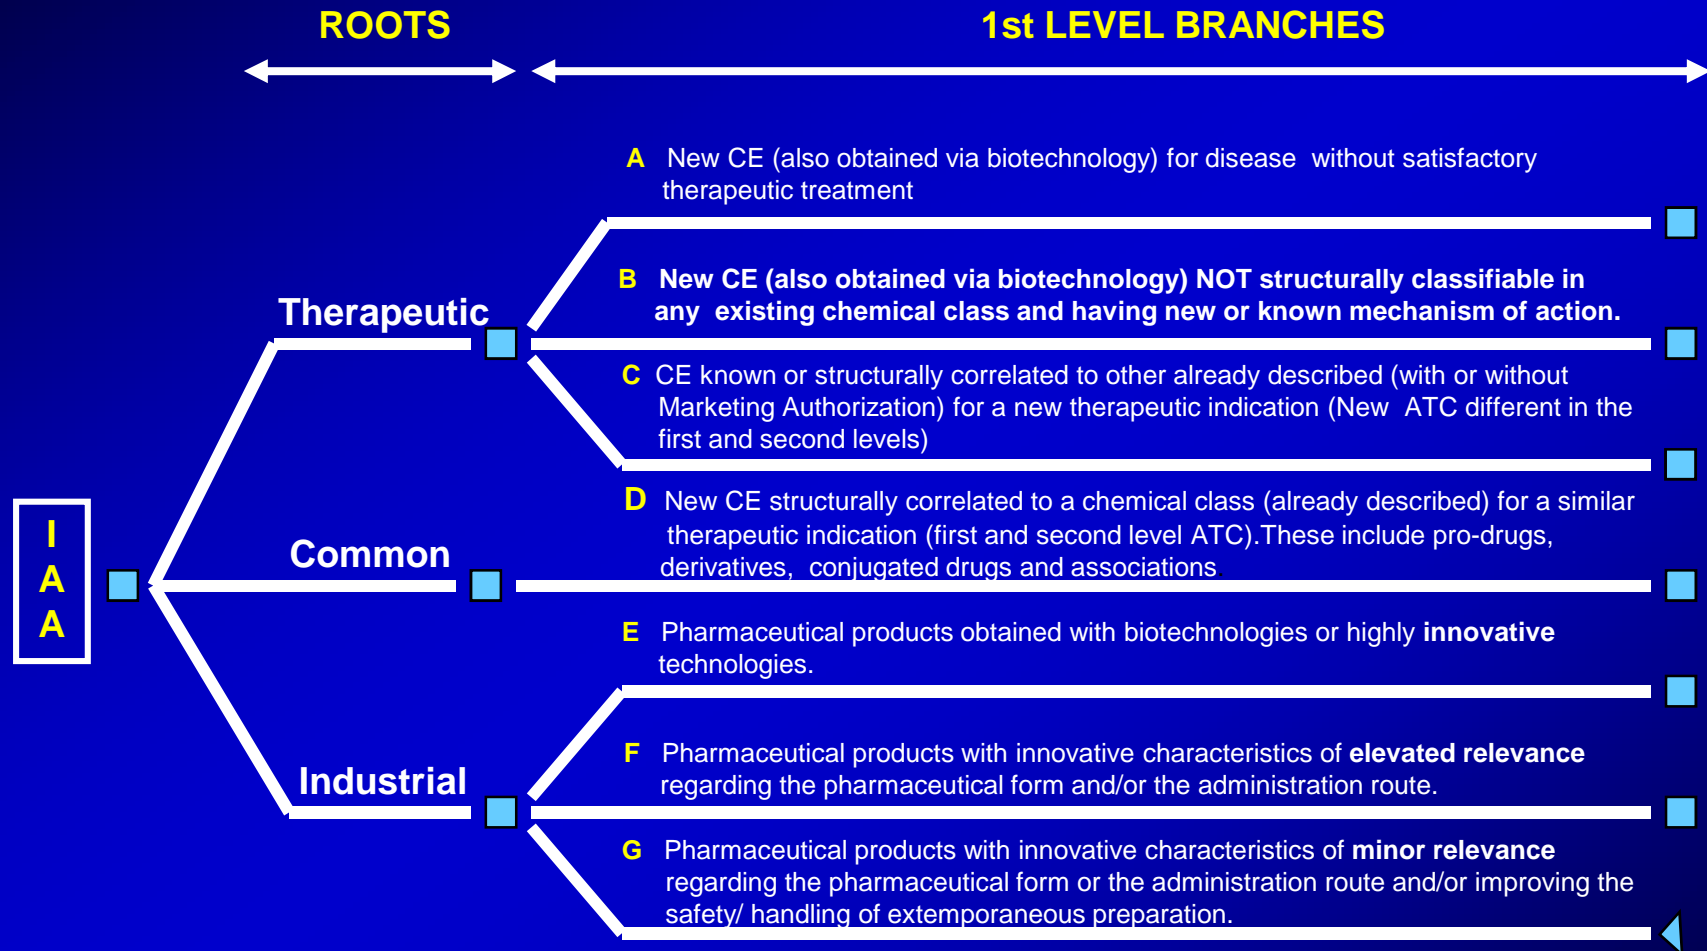 ROOTS
1st LEVEL BRANCHES
A New CE (also obtained via biotechnology) for disease without satisfactory
therapeutic treatment
B New CE (also obtained via biotechnology) NOT structurally classifiable in
any existing chemical class and having new or known mechanism of action.
Therapeutic
C CE known or structurally correlated to other already described (with or without
Marketing Authorization) for a new therapeutic indication (New ATC different in the
first and second levels)
D New CE structurally correlated to a chemical class (already described) for a similar
therapeutic indication (first and second level ATC).These include pro-drugs,
derivatives, conjugated drugs and associations.
Common
I
A
A
E Pharmaceutical products obtained with biotechnologies or highly innovative
technologies.
F Pharmaceutical products with innovative characteristics of elevated relevance
regarding the pharmaceutical form and/or the administration route.
Industrial
G Pharmaceutical products with innovative characteristics of minor relevance
regarding the pharmaceutical form or the administration route and/or improving the
safety/ handling of extemporaneous preparation.